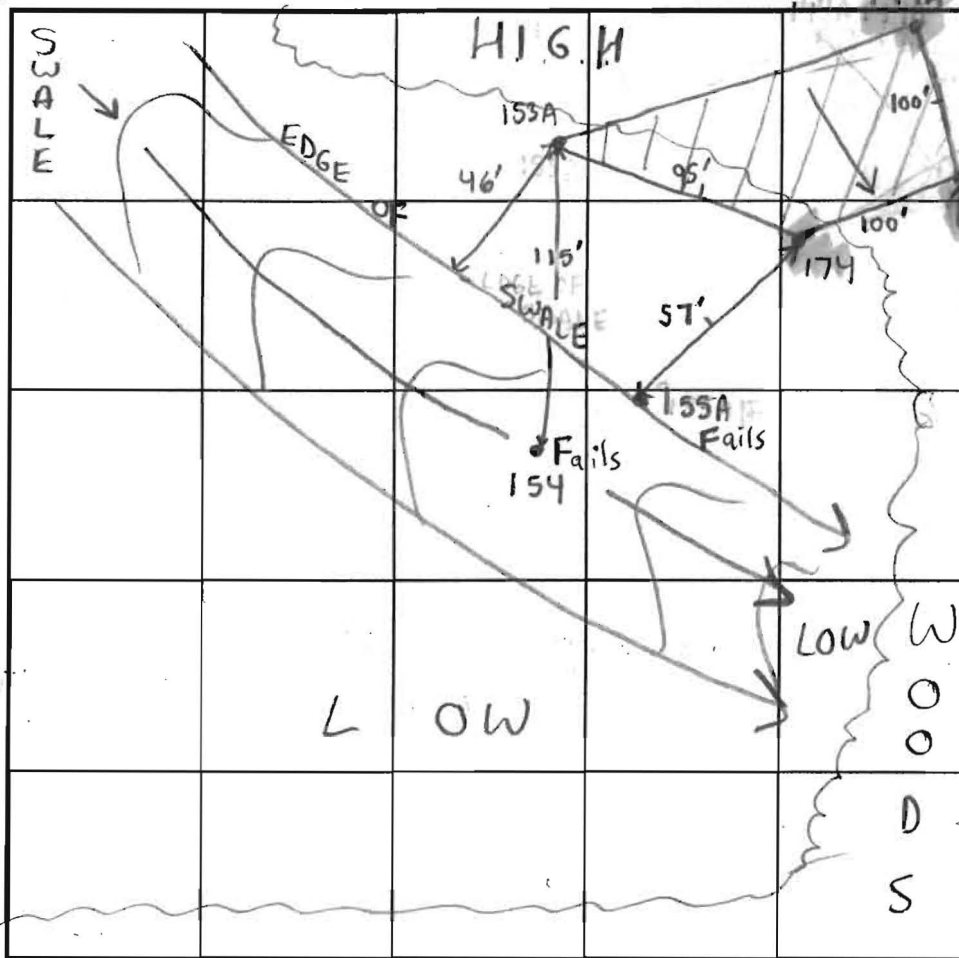 SWALE
HIGH
153A
100'
EDGE
46'
95'
OF
100'
115'
174
SWALE
57'
155A
Fails
Fails
154
LOW
LOW
WOODS